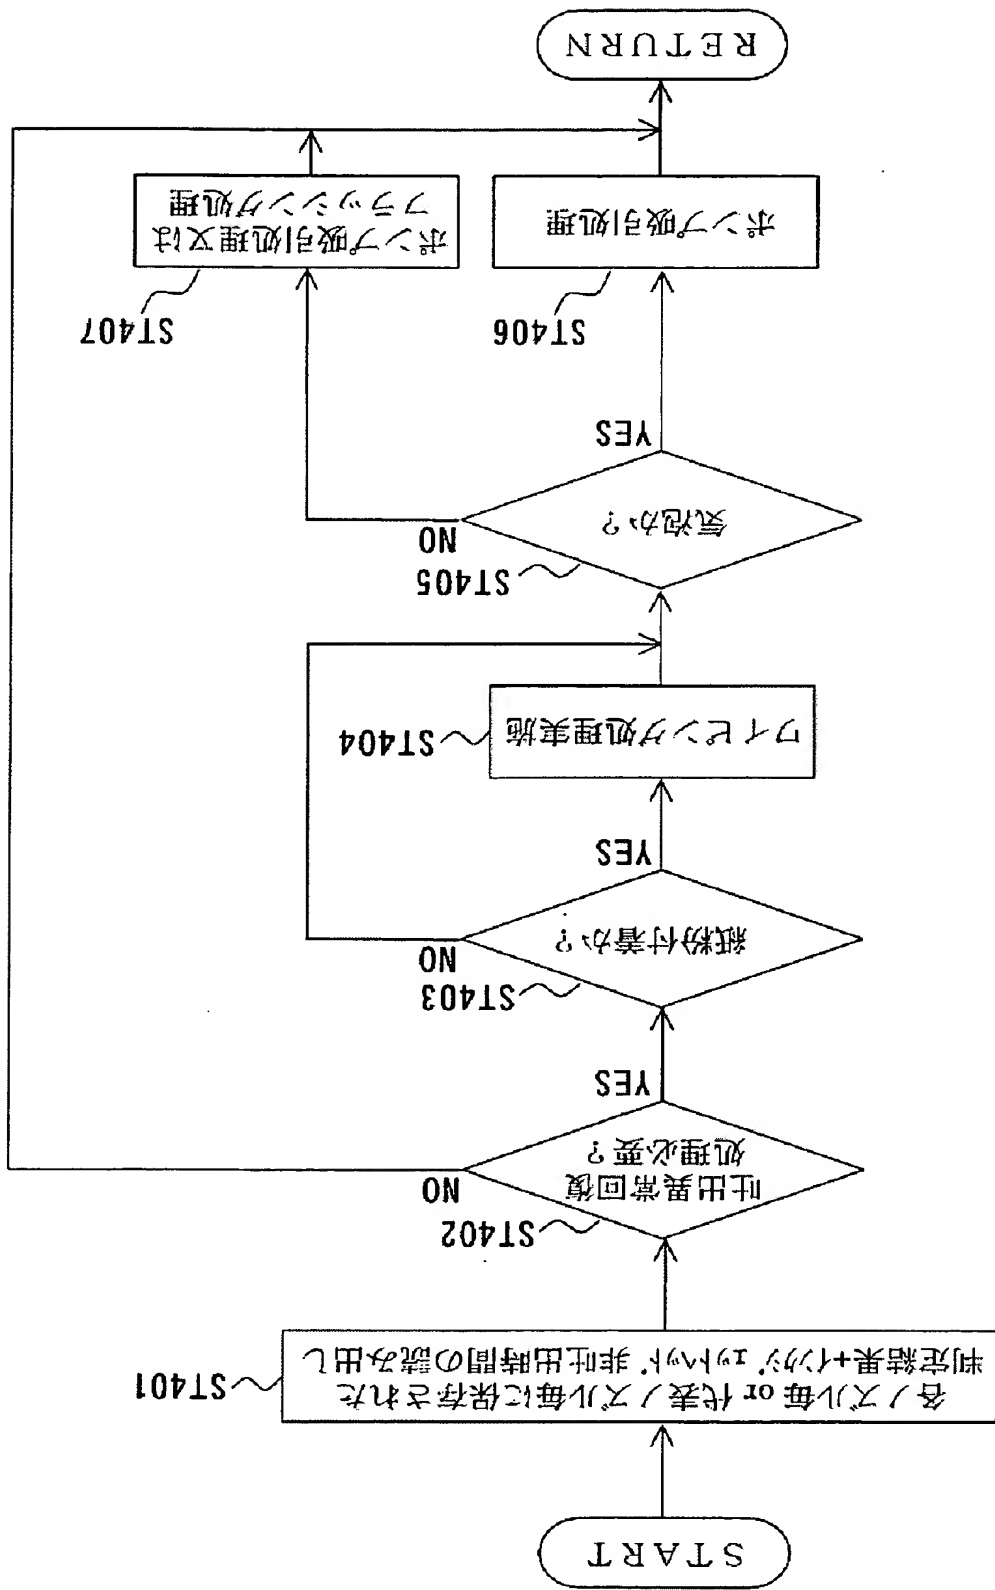 START
ST401
各ノズル毎 or 代表ノズル毎に保存された
判定結果+インクジェットヘッド非吐出時間の読み出し
ST402
吐出異常回復
処理必要?
NO
YES
ST403
紙粉付着か?
NO
YES
ST404
ワイピング処理実施
ST405
気泡か?
NO
YES
ST406
ポンプ吸引処理
ST407
ポンプ吸引処理又は
フラッシング処理
RETURN